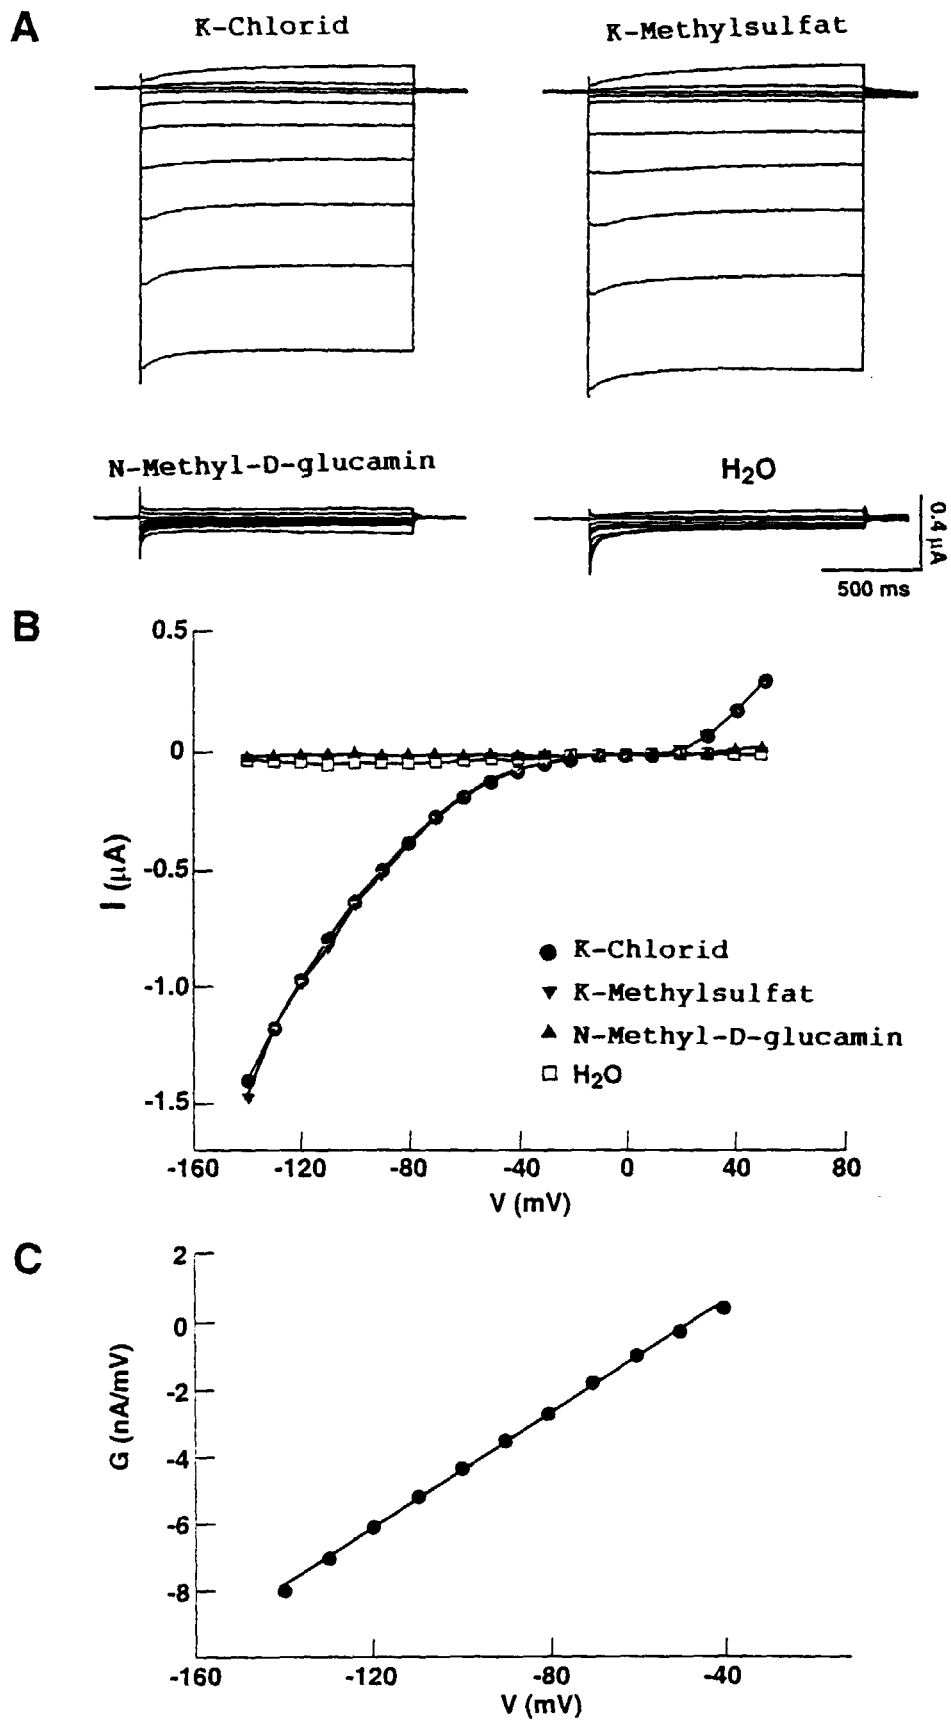 A
K-Chlorid
K-Methylsulfat
N-Methyl-D-glucamin
H2O
0.4 μA
500 ms
B
0.5
0
-0.5
-1.0
-1.5
I (μA)
K-Chlorid
K-Methylsulfat
N-Methyl-D-glucamin
H2O
-160 -120 -80 -40 0 40 80
V (mV)
C
2
0
-2
-4
-6
-8
G (nA/mV)
-160 -120 -80 -40
V (mV)